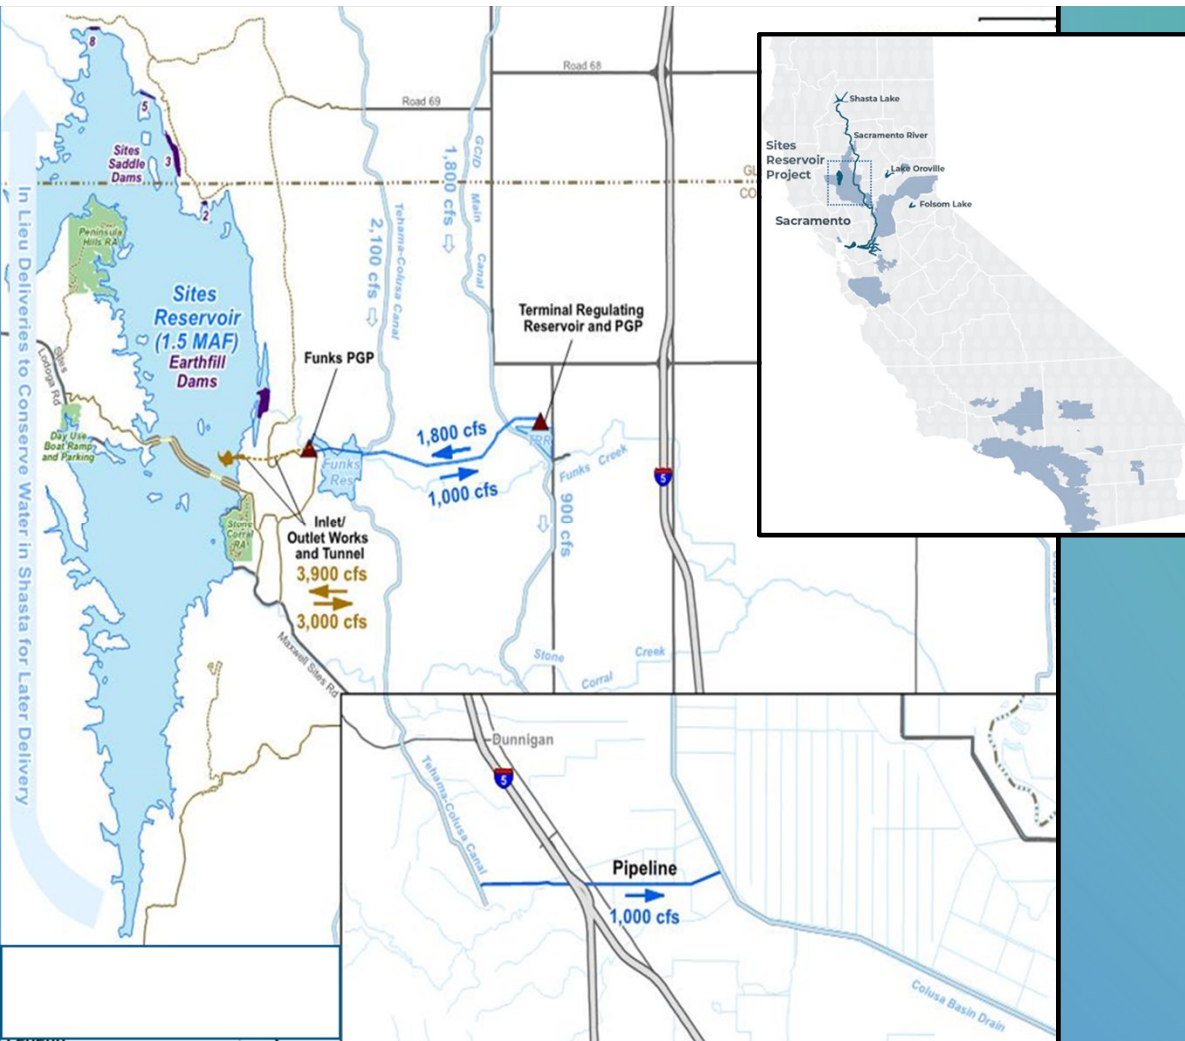 8
5
Sites
Saddle
Dams
3
2
Peninsula
Hills RA
Sites
Reservoir
(1.5 MAF)
Earthfill
Dams
In Lieu Deliveries to Conserve Water in Shasta for Later Delivery
Sites
Lodoga Rd
Day Use
Boat Ramp
and Parking
Stone
Corral
RA
Funks PGP
Funks
Res
Inlet/
Outlet Works
and Tunnel
3,900 cfs
3,000 cfs
Maxwell Sites Rd
Road 68
Road 69
GCID Main Canal
1,800 cfs
Tehama-Colusa Canal
2,100 cfs
Terminal Regulating
Reservoir and PGP
TRR
1,800 cfs
1,000 cfs
Funks Creek
900 cfs
5
Stone Corral Creek
GL
CO
Shasta Lake
Sacramento River
Sites
Reservoir
Project
Lake Oroville
Folsom Lake
Sacramento
Dunnigan
5
Tehama-Colusa Canal
Pipeline
1,000 cfs
Colusa Basin Drain